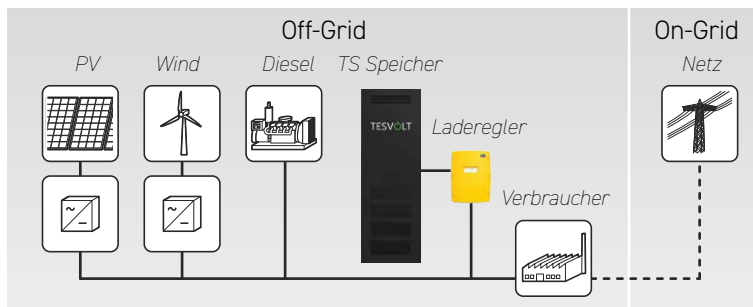 Off-Grid
On-Grid
PV
Wind
Diesel
TS Speicher
Netz
TESVOLT
Laderegler
Verbraucher